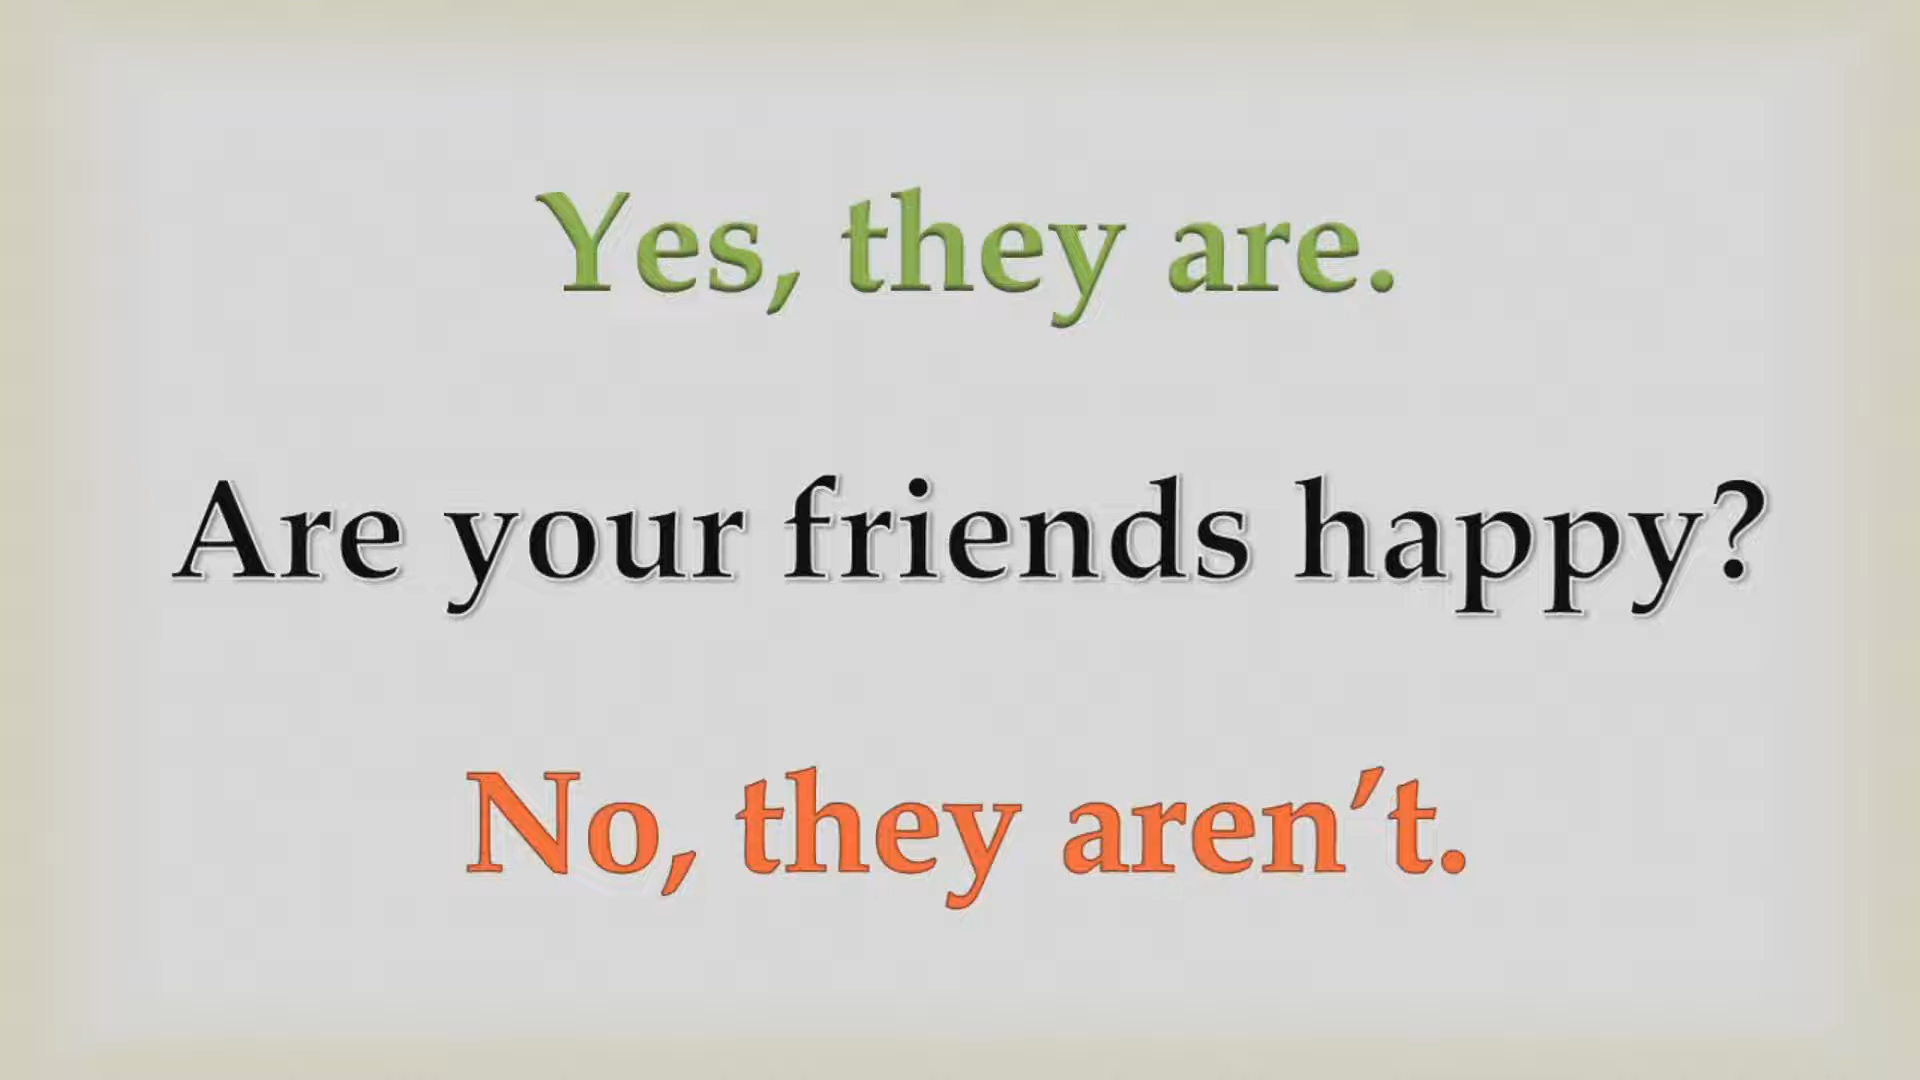 Yes, they are.
Are your friends happy?
No, they aren’t.